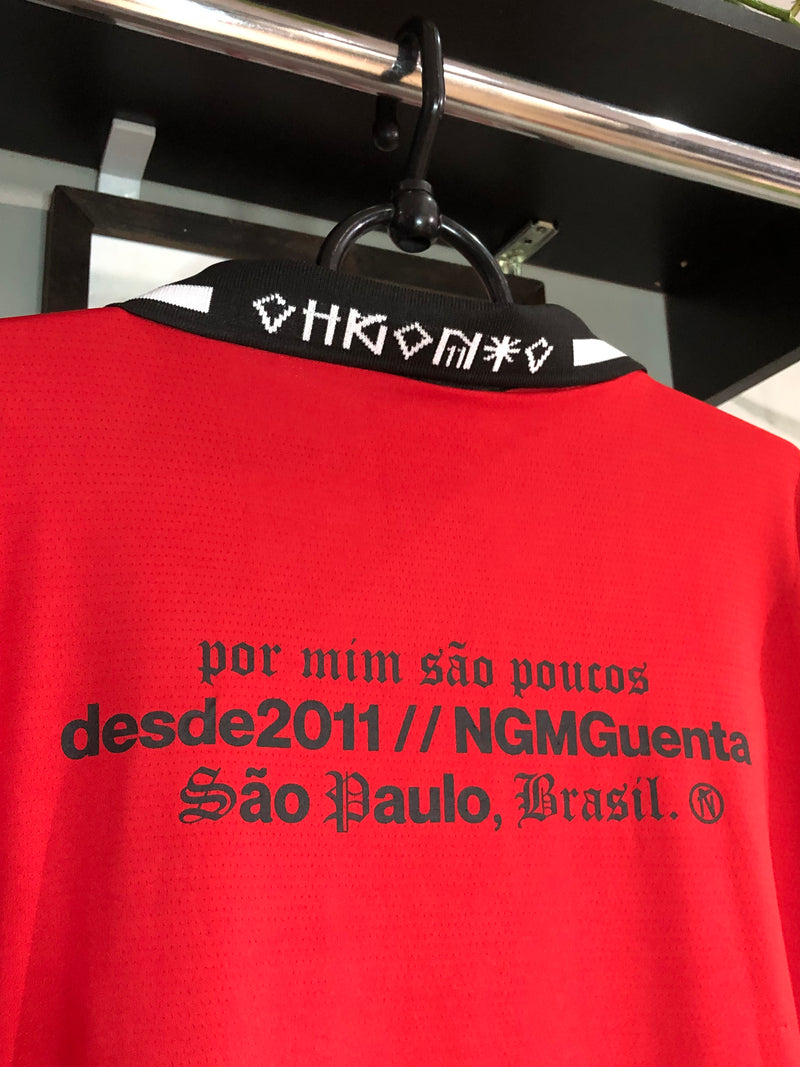 por mim são poucos
desde2011 // NGMGuenta
São Paulo, Brasil. Ⓝ